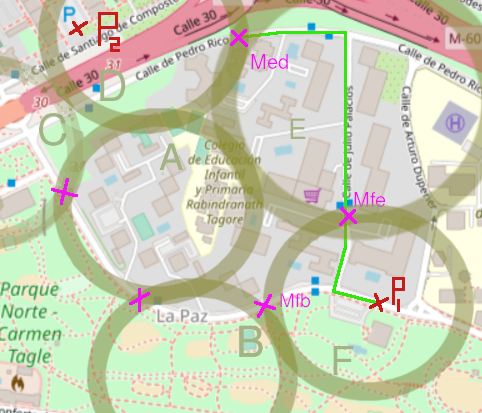 P
P2
Calle de Santiago de Compostela
Calle 30
M-60
Calle de Pedro Rico
Med
31
Calle 30
30
31
D
C
A
E
Calle de Pedro Rico
Calle de Arturo Duperier
Calle de Julio Palacios
H
Colegio
de Educación
Infantil
y Primaria
Rabindranath
Tagore
Mfe
Parque
Norte -
Carmen
Tagle
La Paz
Mfb
P1
B
F